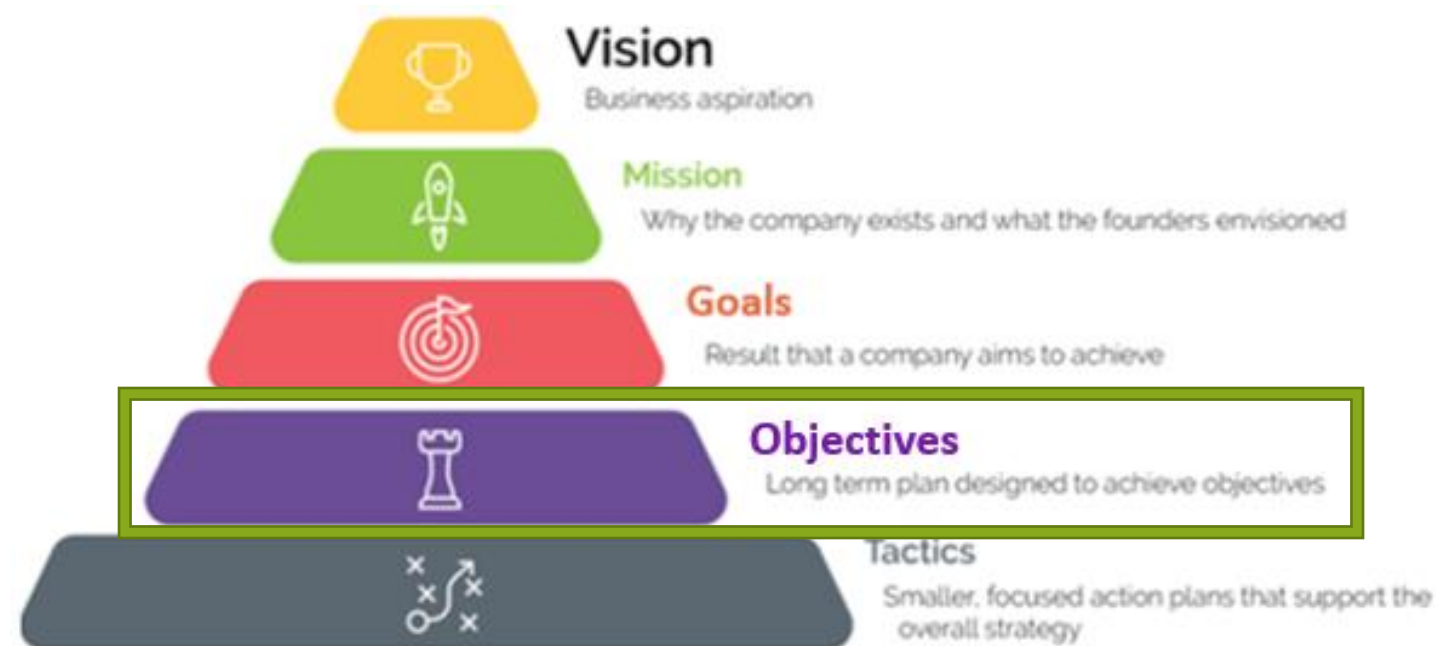 Vision
Business aspiration
Mission
Why the company exists and what the founders envisioned
Goals
Result that a company aims to achieve
Objectives
Long term plan designed to achieve objectives
Tactics
Smaller, focused action plans that support the
overall strategy